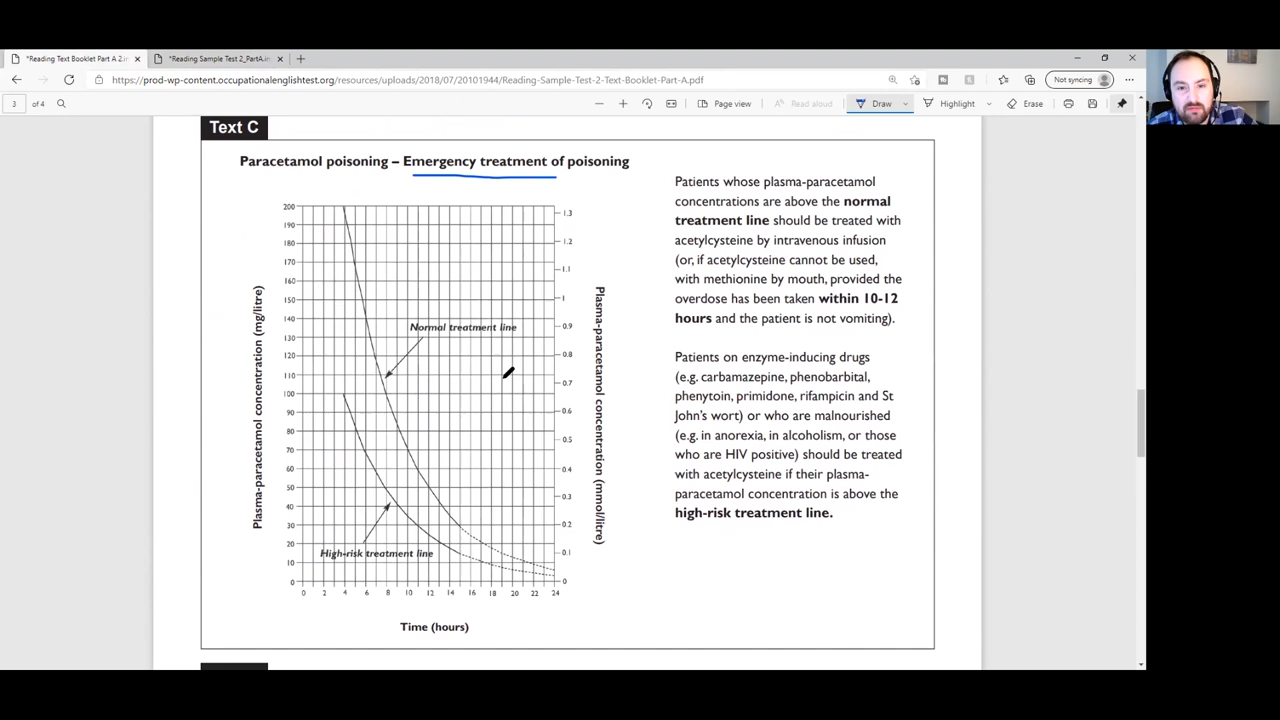 *Reading Text Booklet Part A 2.in
*Reading Sample Test 2_PartA.in
https://prod-wp-content.occupationalenglishtest.org/resources/uploads/2018/07/20101944/Reading-Sample-Test-2-Text-Booklet-Part-A.pdf
Not syncing
3 of 4
Page view
Read aloud
Draw
Highlight
Erase
Text C
Paracetamol poisoning – Emergency treatment of poisoning
Patients whose plasma-paracetamol
concentrations are above the normal
treatment line should be treated with
acetylcysteine by intravenous infusion
(or, if acetylcysteine cannot be used,
with methionine by mouth, provided the
overdose has been taken within 10-12
hours and the patient is not vomiting).
Patients on enzyme-inducing drugs
(e.g. carbamazepine, phenobarbital,
phenytoin, primidone, rifampicin and St
John's wort) or who are malnourished
(e.g. in anorexia, in alcoholism, or those
who are HIV positive) should be treated
with acetylcysteine if their plasma-
paracetamol concentration is above the
high-risk treatment line.
Plasma-paracetamol concentration (mg/litre)
200
190
180
170
160
150
140
130
120
110
100
90
80
70
60
50
40
30
20
10
0
Normal treatment line
High-risk treatment line
1.3
1.2
1.1
1
0.9
0.8
0.7
0.6
0.5
0.4
0.3
0.2
0.1
0
Plasma-paracetamol concentration (mmol/litre)
0 2 4 6 8 10 12 14 16 18 20 22 24
Time (hours)